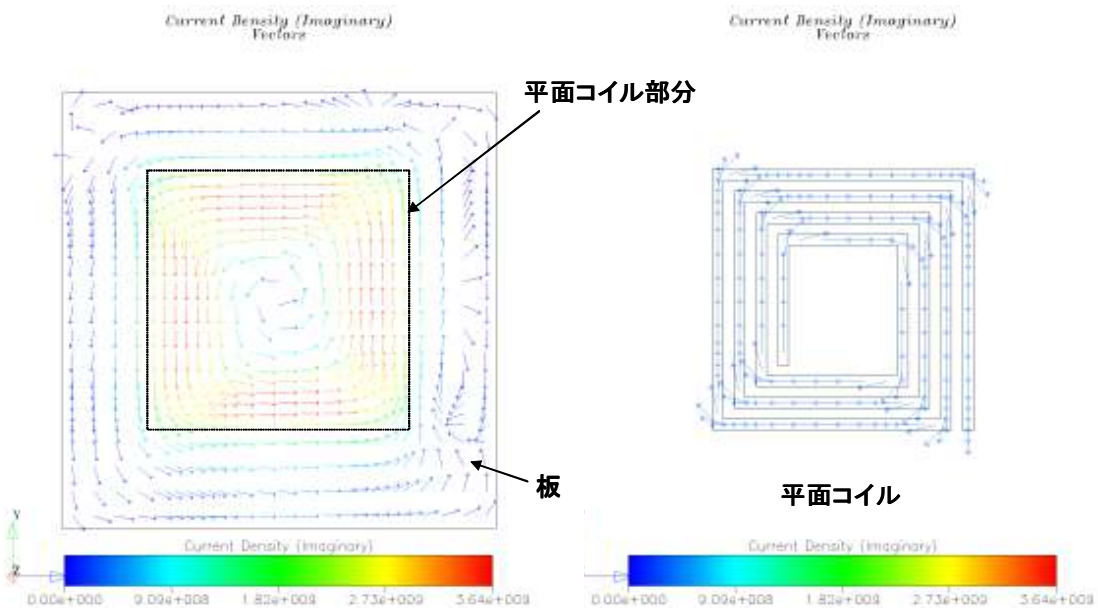 Current Density (Imaginary)
Vectors
Current Density (Imaginary)
Vectors
平面コイル部分
板
平面コイル
Y
Z
Current Density (Imaginary)
0.00e+000 9.09e+008 1.82e+009 2.73e+009 3.64e+009
Current Density (Imaginary)
0.00e+000 9.09e+008 1.82e+009 2.73e+009 3.64e+009